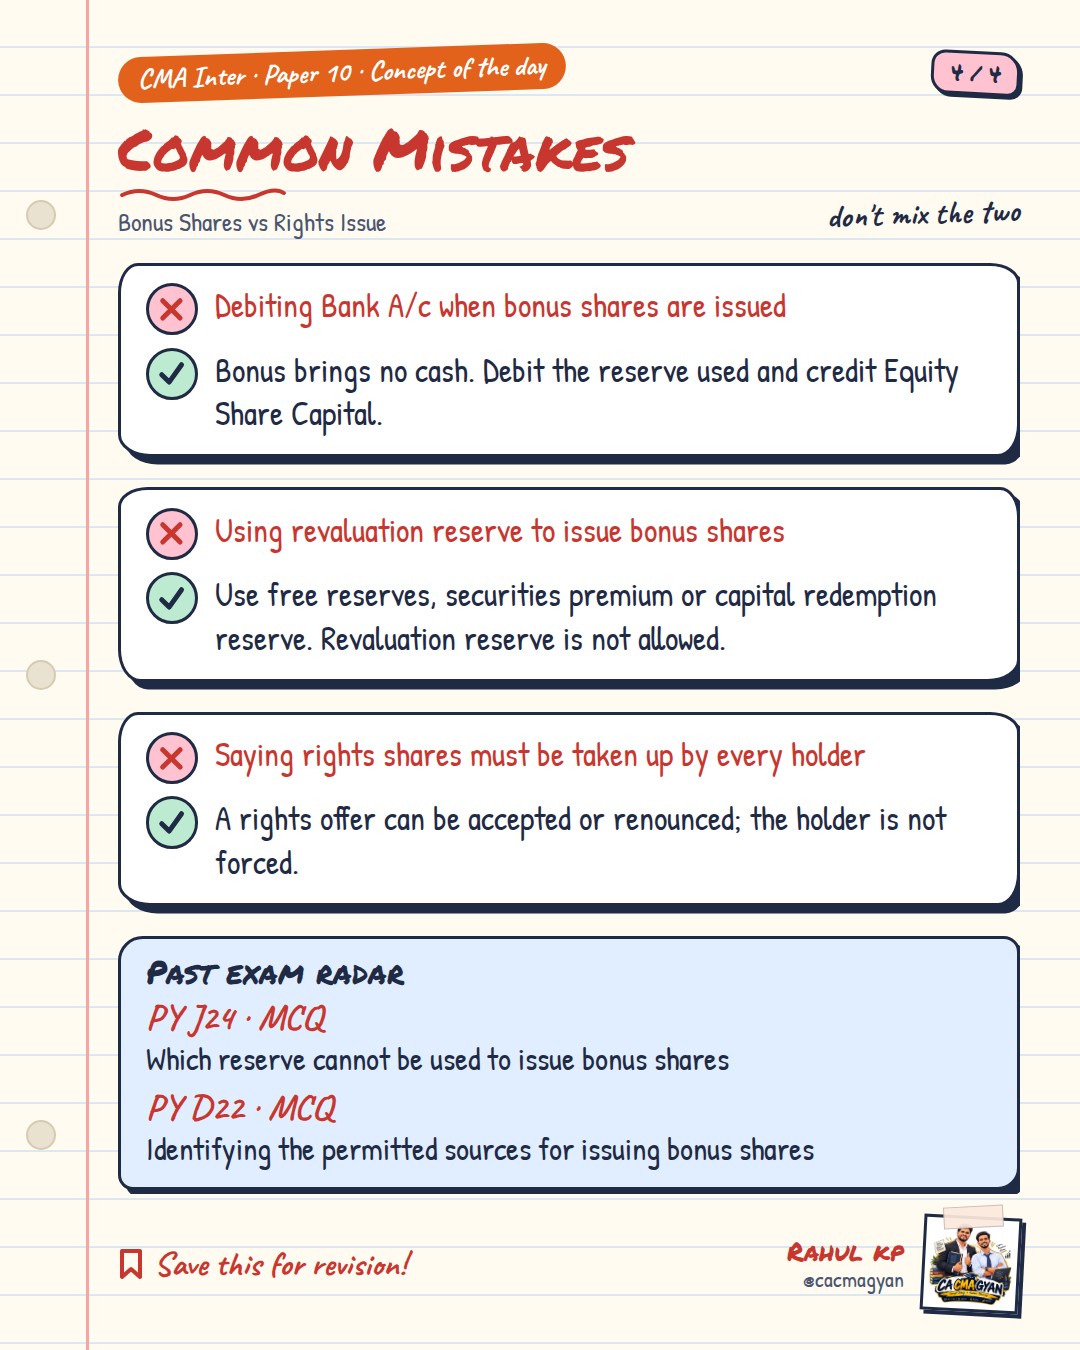 CMA Inter · Paper 10 · Concept of the day
4 / 4
Common Mistakes
Bonus Shares vs Rights Issue
don't mix the two
Debiting Bank A/c when bonus shares are issued
Bonus brings no cash. Debit the reserve used and credit Equity
Share Capital.
Using revaluation reserve to issue bonus shares
Use free reserves, securities premium or capital redemption
reserve. Revaluation reserve is not allowed.
Saying rights shares must be taken up by every holder
A rights offer can be accepted or renounced; the holder is not
forced.
Past exam radar
PY J24 · MCQ
Which reserve cannot be used to issue bonus shares
PY D22 · MCQ
Identifying the permitted sources for issuing bonus shares
Save this for revision!
Rahul KP
@cacmagyan
CA CMA GYAN